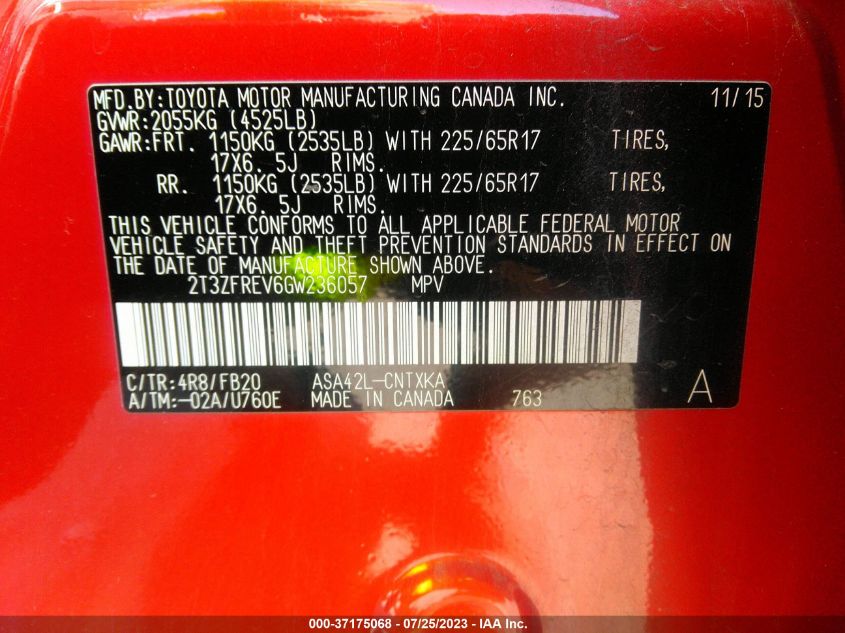 MFD. BY: TOYOTA MOTOR MANUFACTURING CANADA INC. 11/15
GVWR: 2055KG (4525LB)
GAWR: FRT. 1150KG (2535LB) WITH 225/65R17 TIRES,
17X6. 5J RIMS.
RR. 1150KG (2535LB) WITH 225/65R17 TIRES,
17X6. 5J RIMS.
THIS VEHICLE CONFORMS TO ALL APPLICABLE FEDERAL MOTOR
VEHICLE SAFETY AND THEFT PREVENTION STANDARDS IN EFFECT ON
THE DATE OF MANUFACTURE SHOWN ABOVE.
2T3ZFREV6GW236057 MPV
C/TR: 4R8/FB20 ASA42L-CNTXKA
A/TM: -02A/U760E MADE IN CANADA 763 A
000-37175068 - 07/25/2023 - IAA Inc.